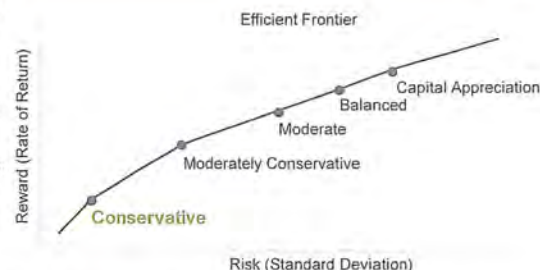 Efficient Frontier
Reward (Rate of Return)
Capital Appreciation
Balanced
Moderate
Moderately Conservative
Conservative
Risk (Standard Deviation)